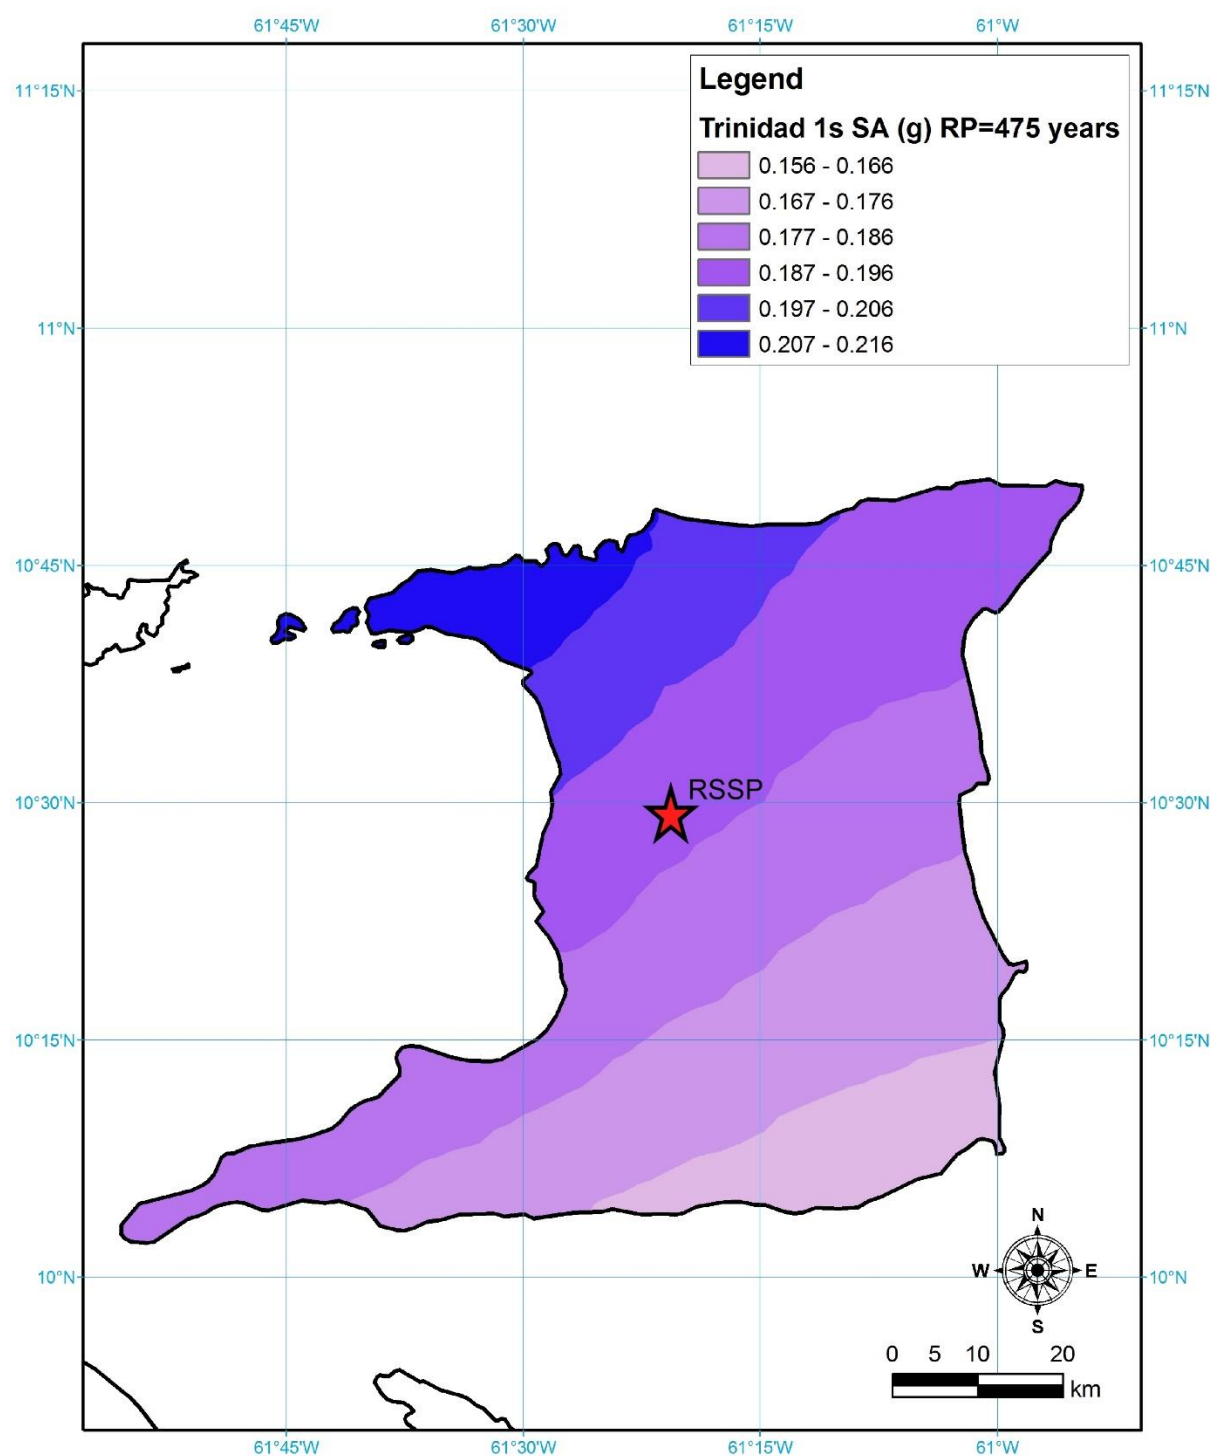 61°45'W 61°30'W 61°15'W 61°W
11°15'N 11°15'N
Legend
Trinidad 1s SA (g) RP=475 years
0.156 - 0.166
0.167 - 0.176
0.177 - 0.186
0.187 - 0.196
0.197 - 0.206
0.207 - 0.216
11°N 11°N
10°45'N 10°45'N
RSSP
10°30'N 10°30'N
10°15'N 10°15'N
N
10°N W E 10°N
S
0 5 10 20
km
61°45'W 61°30'W 61°15'W 61°W